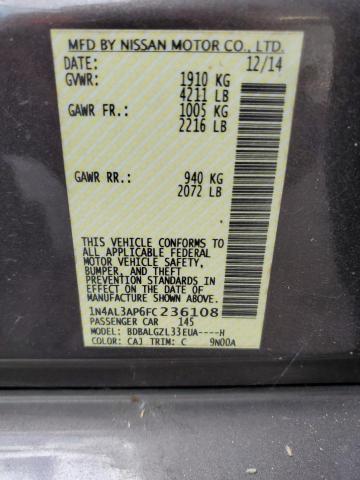 MFD BY NISSAN MOTOR CO., LTD.
DATE: 12/14
GVWR: 1910 KG
4211 LB
GAWR FR: 1005 KG
2216 LB
GAWR RR: 940 KG
2072 LB
THIS VEHICLE CONFORMS TO
ALL APPLICABLE FEDERAL
MOTOR VEHICLE SAFETY,
BUMPER, AND THEFT
PREVENTION STANDARDS IN
EFFECT ON THE DATE OF
MANUFACTURE SHOWN ABOVE
1N4AL3AP6FC236108
PASSENGER CAR 145
MODEL: BDBALGZL33EUA----H
COLOR: CAJ TRIM: C 9N00A